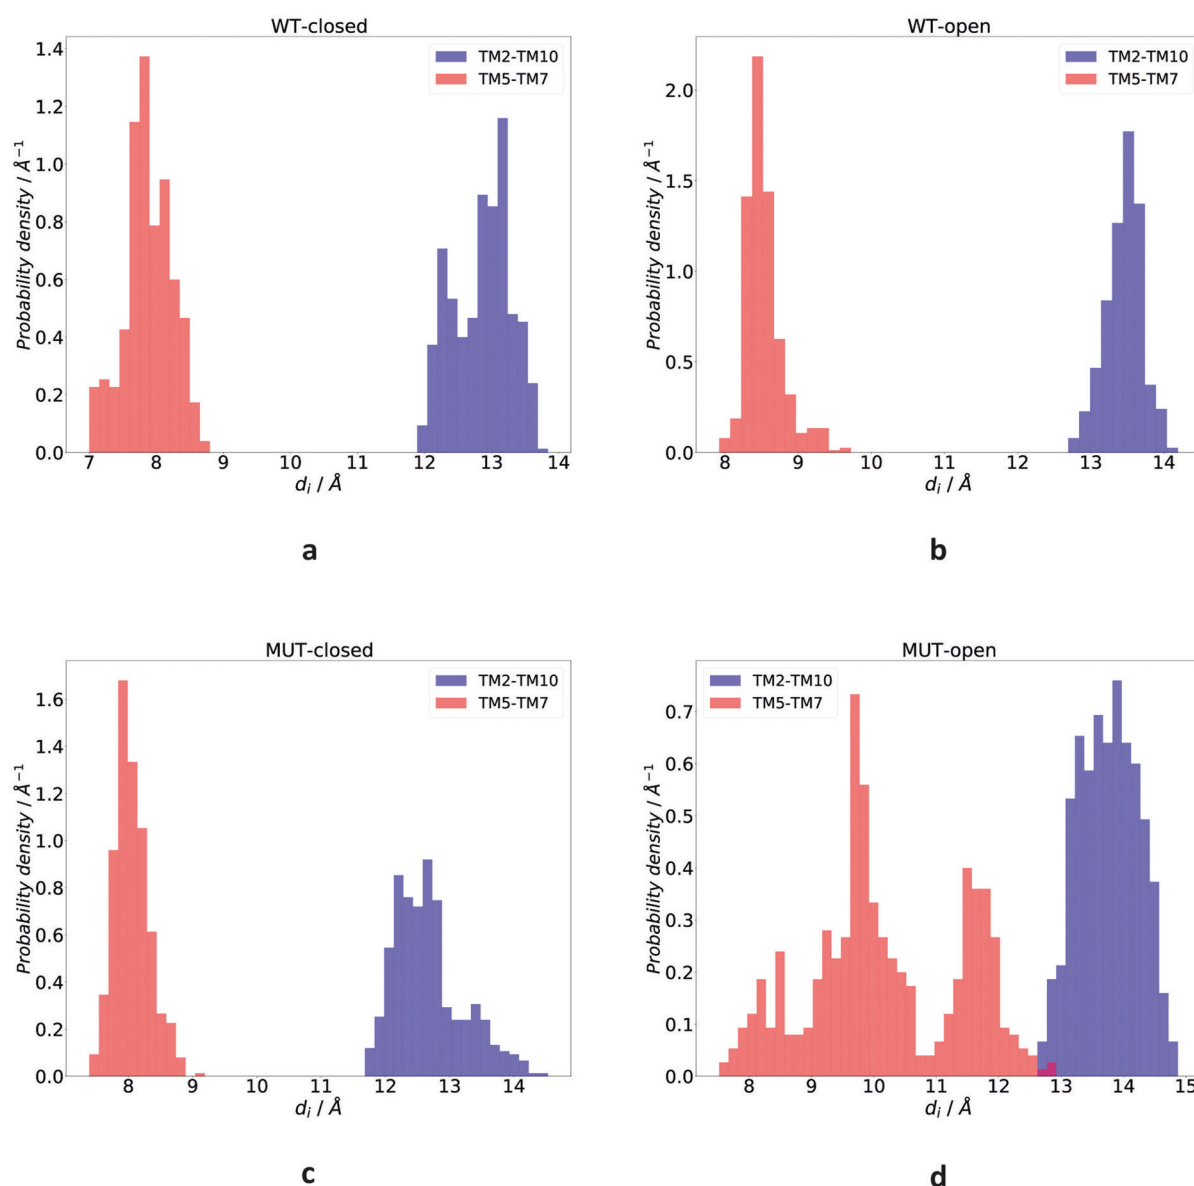 WT-closed
TM2-TM10
TM5-TM7
Probability density / Å⁻¹
1.4
1.2
1.0
0.8
0.6
0.4
0.2
0.0
7 8 9 10 11 12 13 14
dᵢ / Å
a
WT-open
TM2-TM10
TM5-TM7
Probability density / Å⁻¹
2.0
1.5
1.0
0.5
0.0
8 9 10 11 12 13 14
dᵢ / Å
b
MUT-closed
TM2-TM10
TM5-TM7
Probability density / Å⁻¹
1.6
1.4
1.2
1.0
0.8
0.6
0.4
0.2
0.0
8 9 10 11 12 13 14
dᵢ / Å
c
MUT-open
TM2-TM10
TM5-TM7
Probability density / Å⁻¹
0.7
0.6
0.5
0.4
0.3
0.2
0.1
0.0
8 9 10 11 12 13 14 15
dᵢ / Å
d